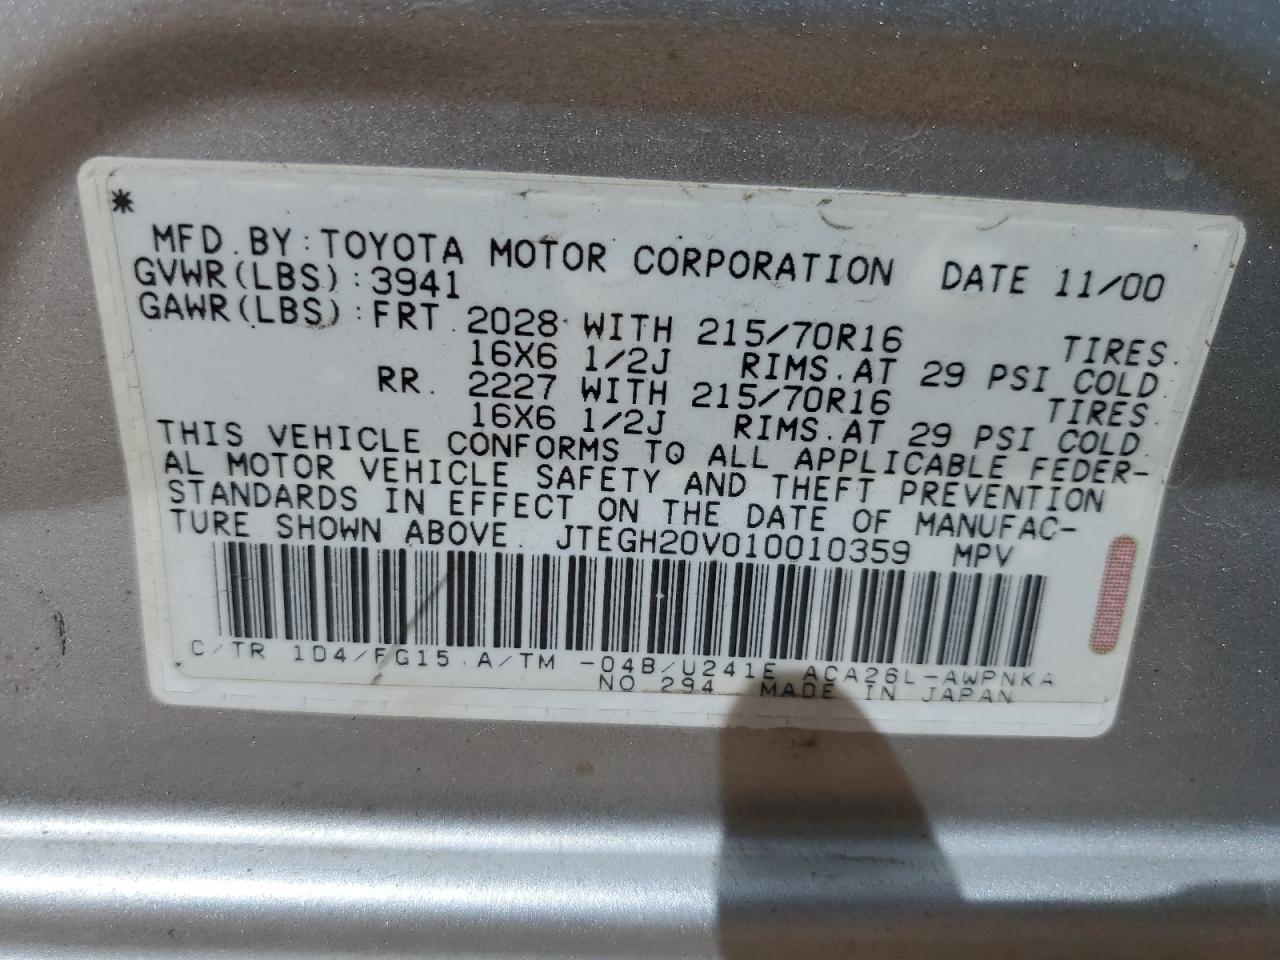 *
MFD. BY: TOYOTA MOTOR CORPORATION DATE 11/00
GVWR(LBS): 3941
GAWR(LBS): FRT. 2028 WITH 215/70R16 TIRES.
16X6 1/2J RIMS. AT 29 PSI COLD
RR. 2227 WITH 215/70R16 TIRES.
16X6 1/2J RIMS. AT 29 PSI COLD.
THIS VEHICLE CONFORMS TO ALL APPLICABLE FEDER-
AL MOTOR VEHICLE SAFETY AND THEFT PREVENTION
STANDARDS IN EFFECT ON THE DATE OF MANUFAC-
TURE SHOWN ABOVE. JTEGH20V010010359 MPV
C/TR 1D4/FG15 A/TM -04B/U241E ACA26L-AWPNKA
NO 294 MADE IN JAPAN